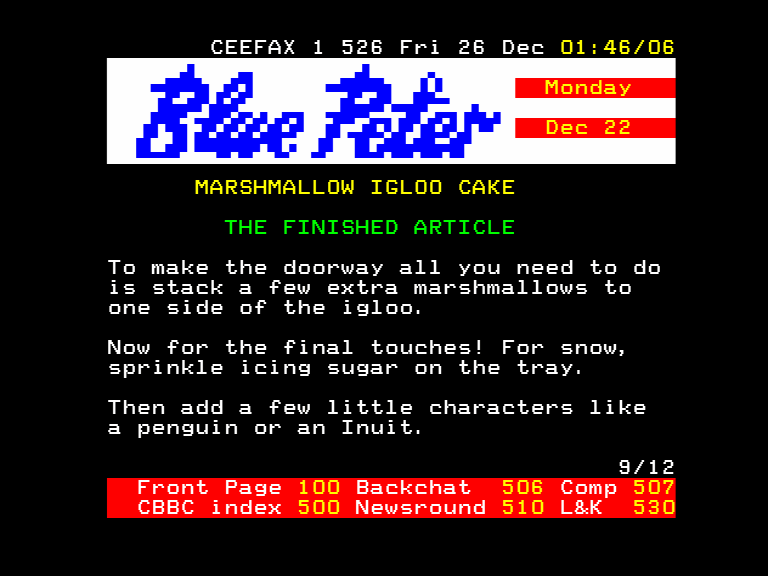 CEEFAX 1 526 Fri 26 Dec 01:46/06
Blue Peter
Monday
Dec 22
MARSHMALLOW IGLOO CAKE
THE FINISHED ARTICLE
To make the doorway all you need to do
is stack a few extra marshmallows to
one side of the igloo.
Now for the final touches! For snow,
sprinkle icing sugar on the tray.
Then add a few little characters like
a penguin or an Inuit.
9/12
Front Page 100 Backchat 506 Comp 507
CBBC index 500 Newsround 510 L&K 530